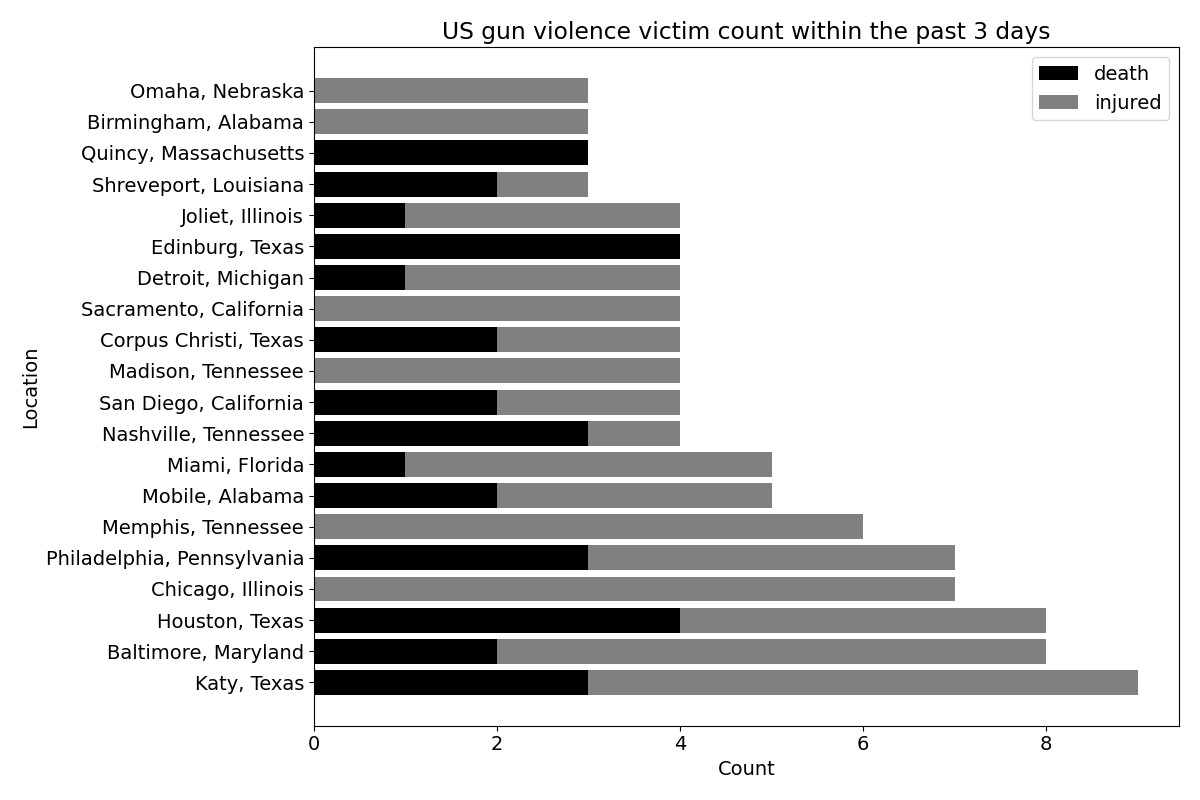 US gun violence victim count within the past 3 days
death
injured
Omaha, Nebraska
Birmingham, Alabama
Quincy, Massachusetts
Shreveport, Louisiana
Joliet, Illinois
Edinburg, Texas
Detroit, Michigan
Sacramento, California
Corpus Christi, Texas
Madison, Tennessee
San Diego, California
Nashville, Tennessee
Miami, Florida
Mobile, Alabama
Memphis, Tennessee
Philadelphia, Pennsylvania
Chicago, Illinois
Houston, Texas
Baltimore, Maryland
Katy, Texas
Location
0 2 4 6 8
Count